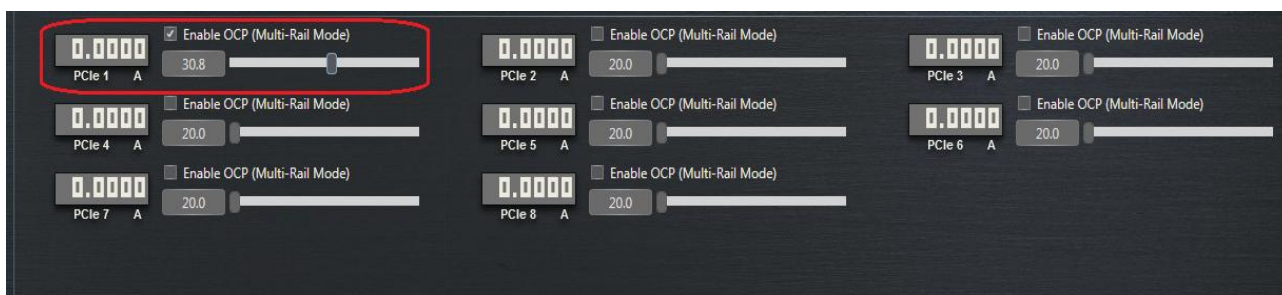 0.0000 Enable OCP (Multi-Rail Mode)
30.8
PCIe 1 A
0.0000 Enable OCP (Multi-Rail Mode)
20.0
PCIe 2 A
0.0000 Enable OCP (Multi-Rail Mode)
20.0
PCIe 3 A
0.0000 Enable OCP (Multi-Rail Mode)
20.0
PCIe 4 A
0.0000 Enable OCP (Multi-Rail Mode)
20.0
PCIe 5 A
0.0000 Enable OCP (Multi-Rail Mode)
20.0
PCIe 6 A
0.0000 Enable OCP (Multi-Rail Mode)
20.0
PCIe 7 A
0.0000 Enable OCP (Multi-Rail Mode)
20.0
PCIe 8 A